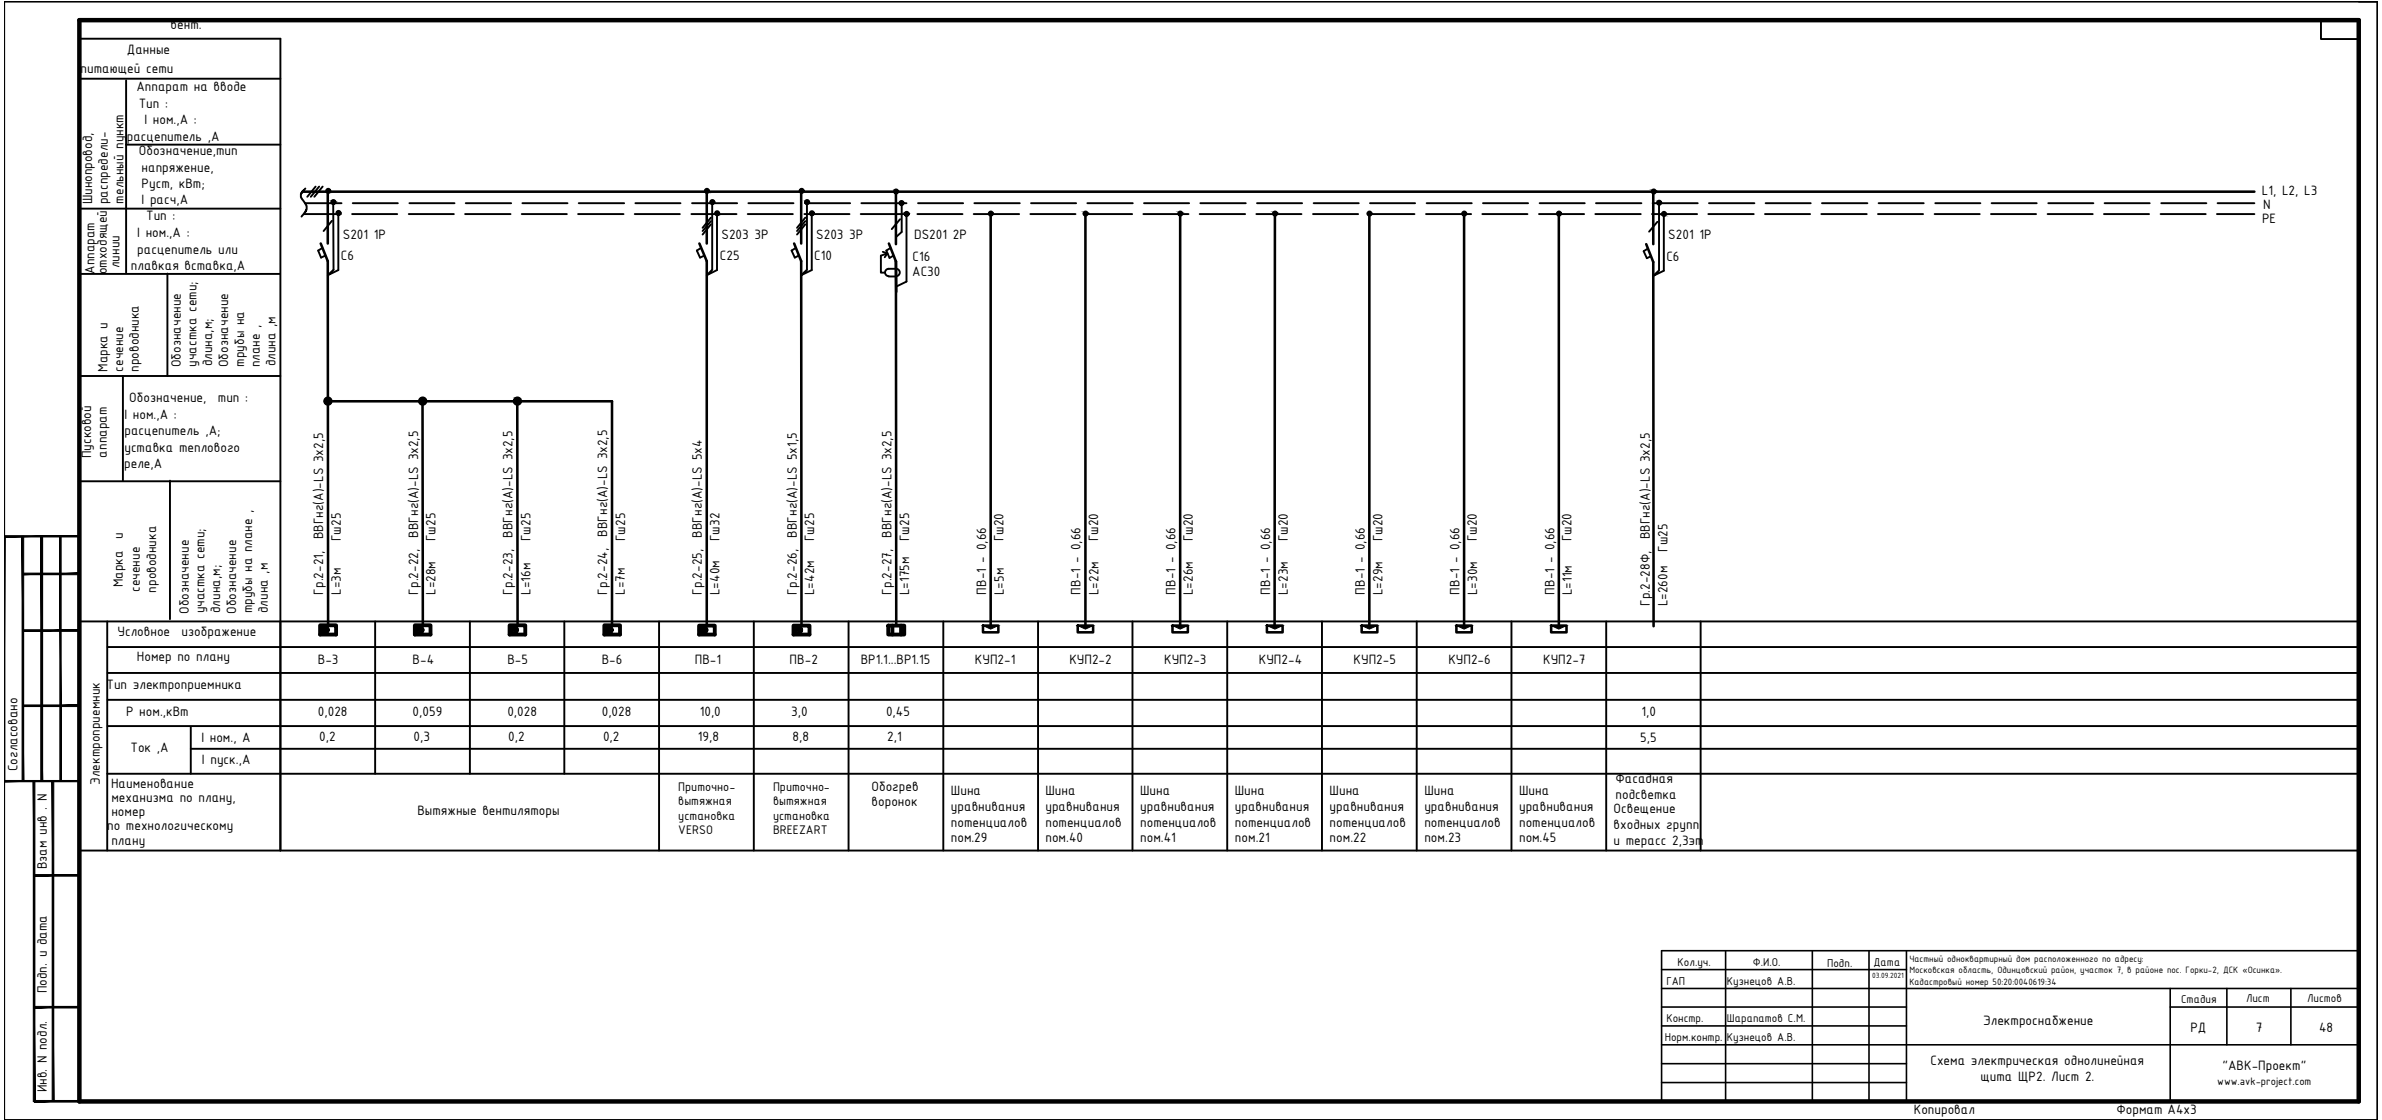 вент.
Данные
питающей сети
Шинопровод,
распредели-
тельный пункт
Аппарат на вводе
Тип :
I ном.,А :
расцепитель ,А
Обозначение,тип
напряжение,
Руст, кВт;
I расч,А
Аппарат
отходящей
линии
Тип :
I ном.,А :
расцепитель или
плавкая вставка,А
Марка и
сечение
проводника
Обозначение
участка сети;
длина,м;
Обозначение
трубы на
плане ,
длина ,м
Пусковой
аппарат
Обозначение, тип :
I ном.,А :
расцепитель ,А;
уставка теплового
реле,А
Марка и
сечение
проводника
Обозначение
участка сети;
длина,м;
Обозначение
трубы на плане ,
длина ,м
L1, L2, L3
N
PE
S201 1P
C6
S203 3P
C25
S203 3P
C10
DS201 2P
C16
AC30
S201 1P
C6
Гр.2-21, ВВГнг(А)-LS 3х2,5
L=3м Гш25
Гр.2-22, ВВГнг(А)-LS 3х2,5
L=28м Гш25
Гр.2-23, ВВГнг(А)-LS 3х2,5
L=16м Гш25
Гр.2-24, ВВГнг(А)-LS 3х2,5
L=7м Гш25
Гр.2-25, ВВГнг(А)-LS 5х4
L=40м Гш32
Гр.2-26, ВВГнг(А)-LS 5х1,5
L=42м Гш25
Гр.2-27, ВВГнг(А)-LS 3х2,5
L=175м Гш25
ПВ-1 - 0,66
L=5м Гш20
ПВ-1 - 0,66
L=22м Гш20
ПВ-1 - 0,66
L=26м Гш20
ПВ-1 - 0,66
L=23м Гш20
ПВ-1 - 0,66
L=29м Гш20
ПВ-1 - 0,66
L=30м Гш20
ПВ-1 - 0,66
L=11м Гш20
Гр.2-28Ф, ВВГнг(А)-LS 3х2,5
L=260м Гш25
Электроприемник
Условное изображение
Номер по плану В-3 В-4 В-5 В-6 ПВ-1 ПВ-2 ВР1.1...ВР1.15 КУП2-1 КУП2-2 КУП2-3 КУП2-4 КУП2-5 КУП2-6 КУП2-7
Тип электроприемника
Р ном.,кВт 0,028 0,059 0,028 0,028 10,0 3,0 0,45 1,0
Ток ,А
I ном., А 0,2 0,3 0,2 0,2 19,8 8,8 2,1 5,5
I пуск.,А
Наименование
механизма по плану,
номер
по технологическому
плану
Вытяжные вентиляторы
Приточно-
вытяжная
установка
VERSO
Приточно-
вытяжная
установка
BREEZART
Обогрев
воронок
Шина
уравнивания
потенциалов
пом.29
Шина
уравнивания
потенциалов
пом.40
Шина
уравнивания
потенциалов
пом.41
Шина
уравнивания
потенциалов
пом.21
Шина
уравнивания
потенциалов
пом.22
Шина
уравнивания
потенциалов
пом.23
Шина
уравнивания
потенциалов
пом.45
Фасадная
подсветка
Освещение
входных групп
и терасс 2,3эт
Согласовано
Взам инв . N
Подп. и дата
Инв. N подл.
Кол.уч. Ф.И.О. Подп. Дата
ГАП Кузнецов А.В. 03.09.2021
Констр. Шарапатов С.М.
Норм.контр. Кузнецов А.В.
Частный одноквартирный дом расположенного по адресу:
Московская область, Одинцовский район, участок 7, в районе пос. Горки-2, ДСК «Осинка».
Кадастровый номер 50:20:0040619:34
Электроснабжение
Стадия Лист Листов
РД 7 48
Схема электрическая однолинейная
щита ЩР2. Лист 2.
"АВК-Проект"
www.avk-project.com
Копировал Формат А4х3